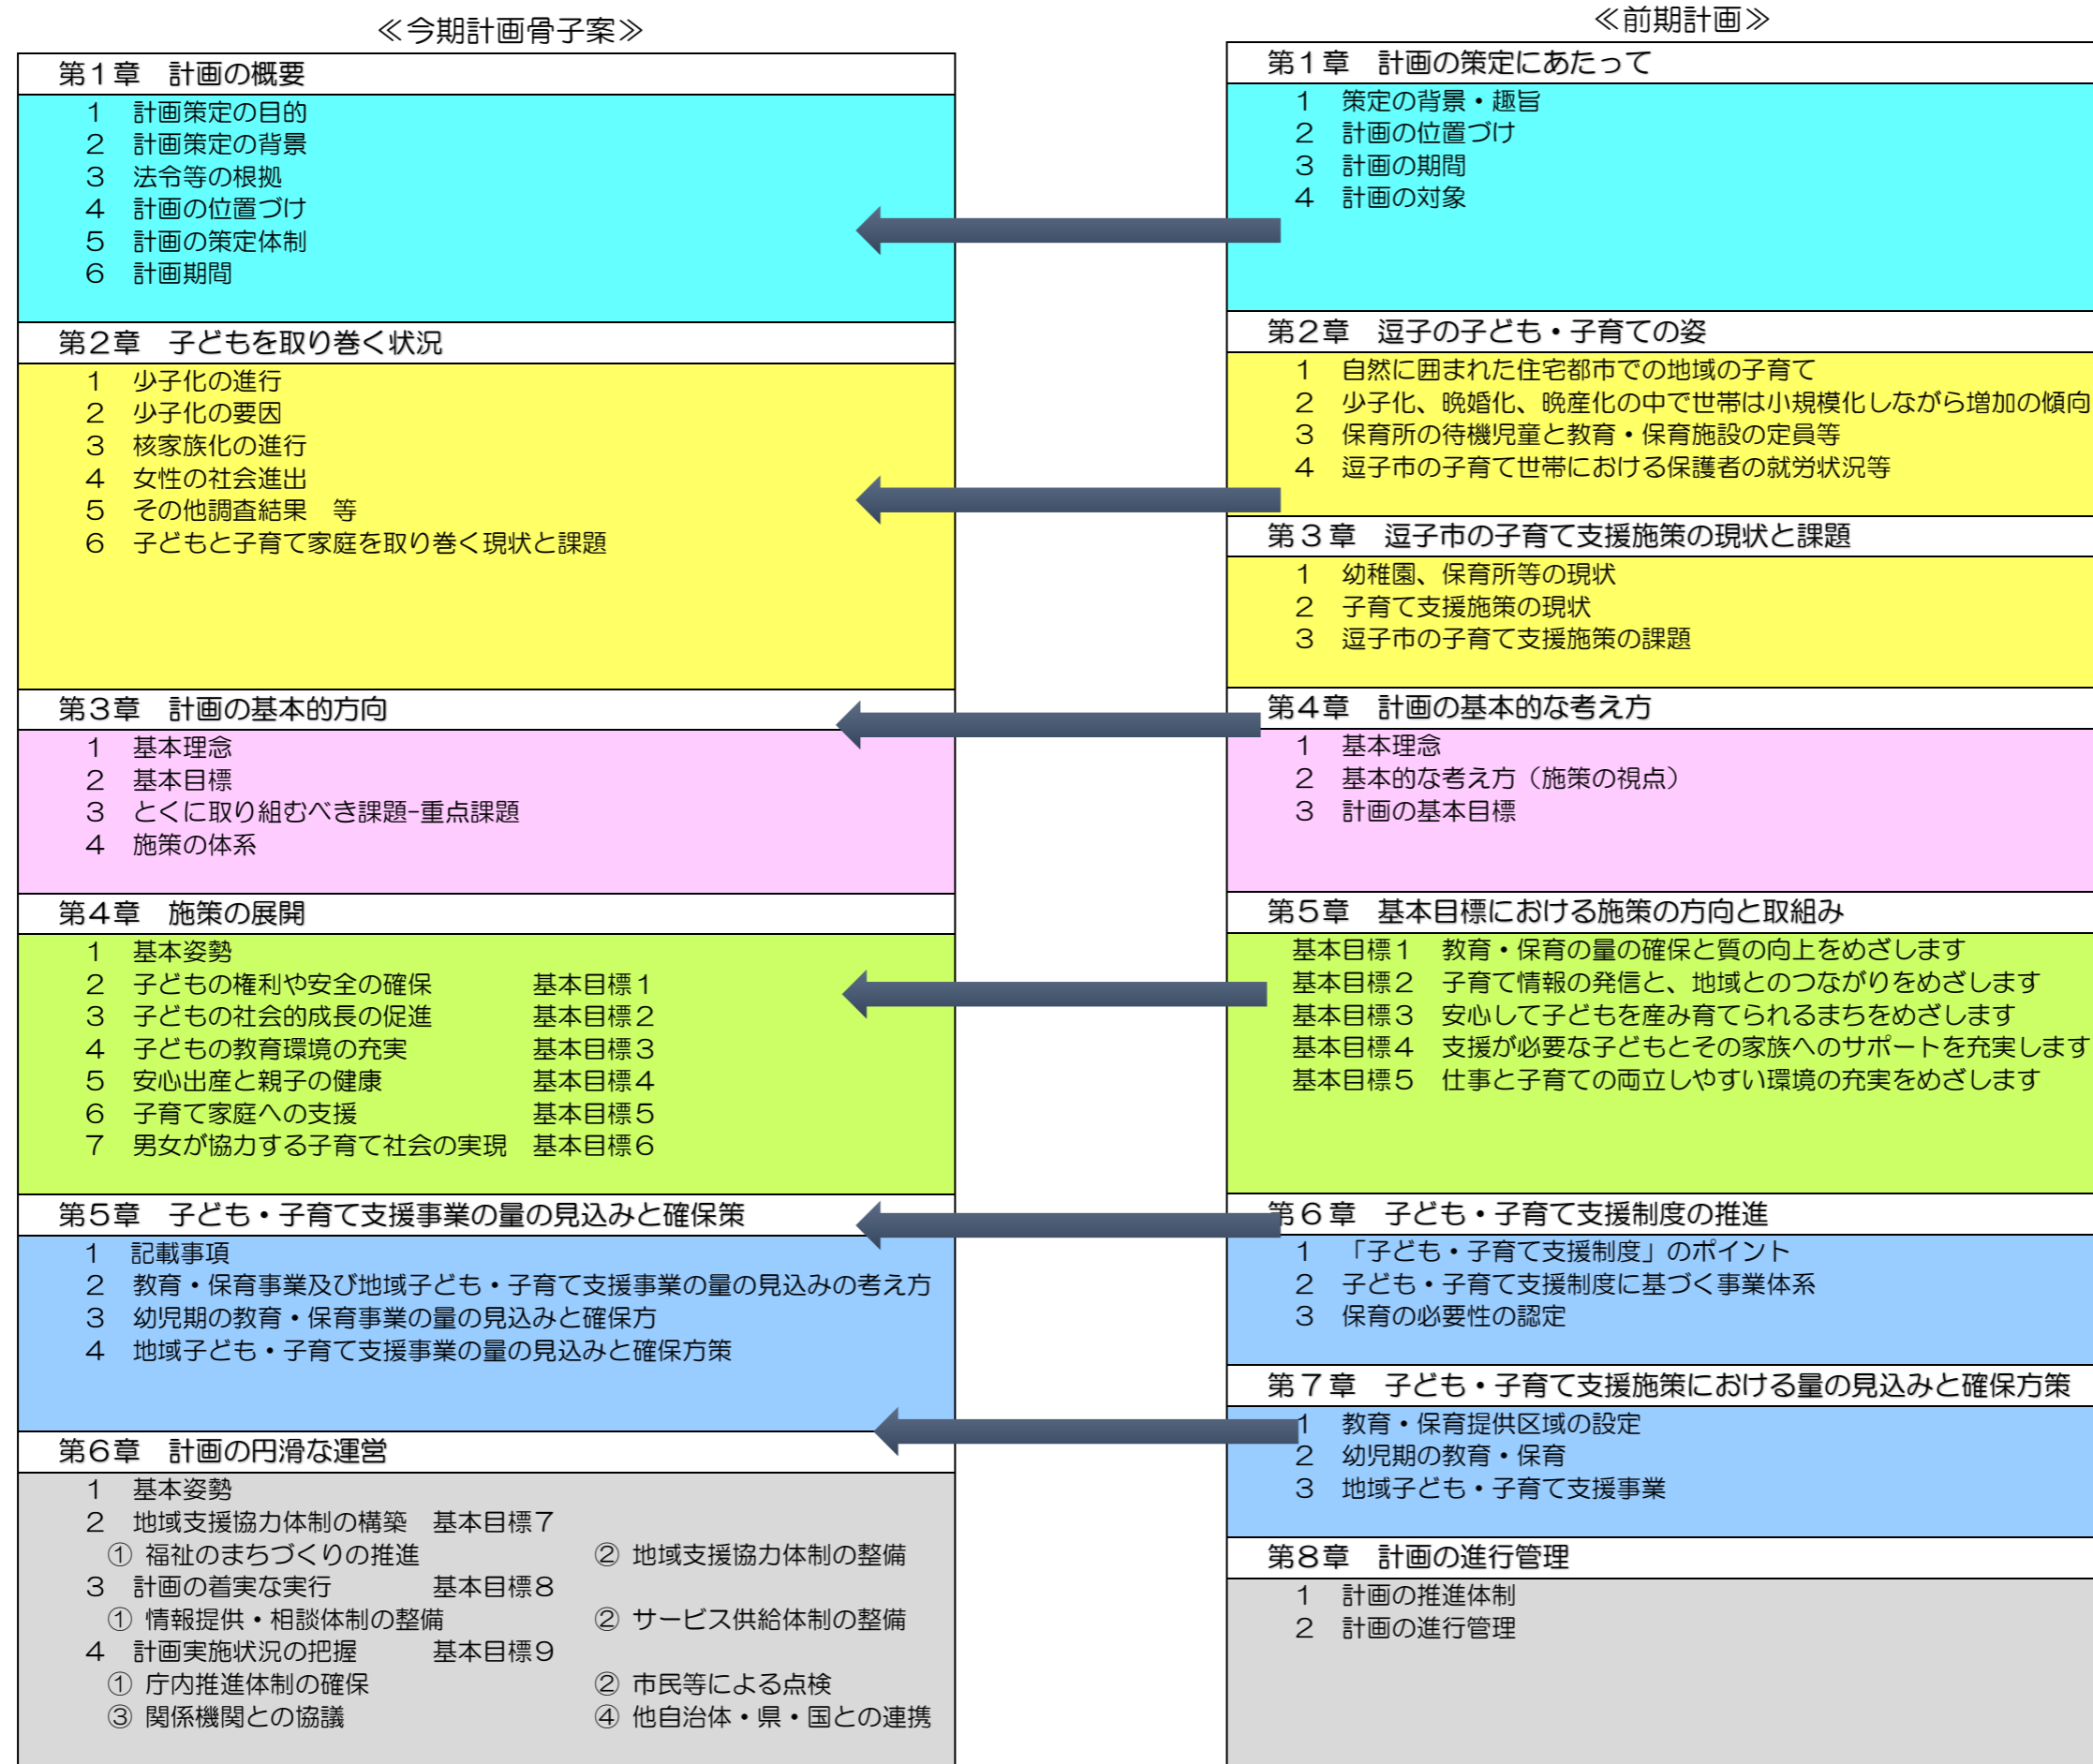 ≪今期計画骨子案≫
第1章　計画の概要
1　計画策定の目的
2　計画策定の背景
3　法令等の根拠
4　計画の位置づけ
5　計画の策定体制
6　計画期間
第2章　子どもを取り巻く状況
1　少子化の進行
2　少子化の要因
3　核家族化の進行
4　女性の社会進出
5　その他調査結果　等
6　子どもと子育て家庭を取り巻く現状と課題
第3章　計画の基本的方向
1　基本理念
2　基本目標
3　とくに取り組むべき課題-重点課題
4　施策の体系
第4章　施策の展開
1　基本姿勢
2　子どもの権利や安全の確保　基本目標1
3　子どもの社会的成長の促進　基本目標2
4　子どもの教育環境の充実　基本目標3
5　安心出産と親子の健康　基本目標4
6　子育て家庭への支援　基本目標5
7　男女が協力する子育て社会の実現　基本目標6
第5章　子ども・子育て支援事業の量の見込みと確保策
1　記載事項
2　教育・保育事業及び地域子ども・子育て支援事業の量の見込みの考え方
3　幼児期の教育・保育事業の量の見込みと確保方
4　地域子ども・子育て支援事業の量の見込みと確保方策
第6章　計画の円滑な運営
1　基本姿勢
2　地域支援協力体制の構築　基本目標7
① 福祉のまちづくりの推進　② 地域支援協力体制の整備
3　計画の着実な実行　基本目標8
① 情報提供・相談体制の整備　② サービス供給体制の整備
4　計画実施状況の把握　基本目標9
① 庁内推進体制の確保　② 市民等による点検
③ 関係機関との協議　④ 他自治体・県・国との連携
≪前期計画≫
第1章　計画の策定にあたって
1　策定の背景・趣旨
2　計画の位置づけ
3　計画の期間
4　計画の対象
第2章　逗子の子ども・子育ての姿
1　自然に囲まれた住宅都市での地域の子育て
2　少子化、晩婚化、晩産化の中で世帯は小規模化しながら増加の傾向
3　保育所の待機児童と教育・保育施設の定員等
4　逗子市の子育て世帯における保護者の就労状況等
第3章　逗子市の子育て支援施策の現状と課題
1　幼稚園、保育所等の現状
2　子育て支援施策の現状
3　逗子市の子育て支援施策の課題
第4章　計画の基本的な考え方
1　基本理念
2　基本的な考え方（施策の視点）
3　計画の基本目標
第5章　基本目標における施策の方向と取組み
基本目標1　教育・保育の量の確保と質の向上をめざします
基本目標2　子育て情報の発信と、地域とのつながりをめざします
基本目標3　安心して子どもを産み育てられるまちをめざします
基本目標4　支援が必要な子どもとその家族へのサポートを充実します
基本目標5　仕事と子育ての両立しやすい環境の充実をめざします
第6章　子ども・子育て支援制度の推進
1　「子ども・子育て支援制度」のポイント
2　子ども・子育て支援制度に基づく事業体系
3　保育の必要性の認定
第7章　子ども・子育て支援施策における量の見込みと確保方策
1　教育・保育提供区域の設定
2　幼児期の教育・保育
3　地域子ども・子育て支援事業
第8章　計画の進行管理
1　計画の推進体制
2　計画の進行管理